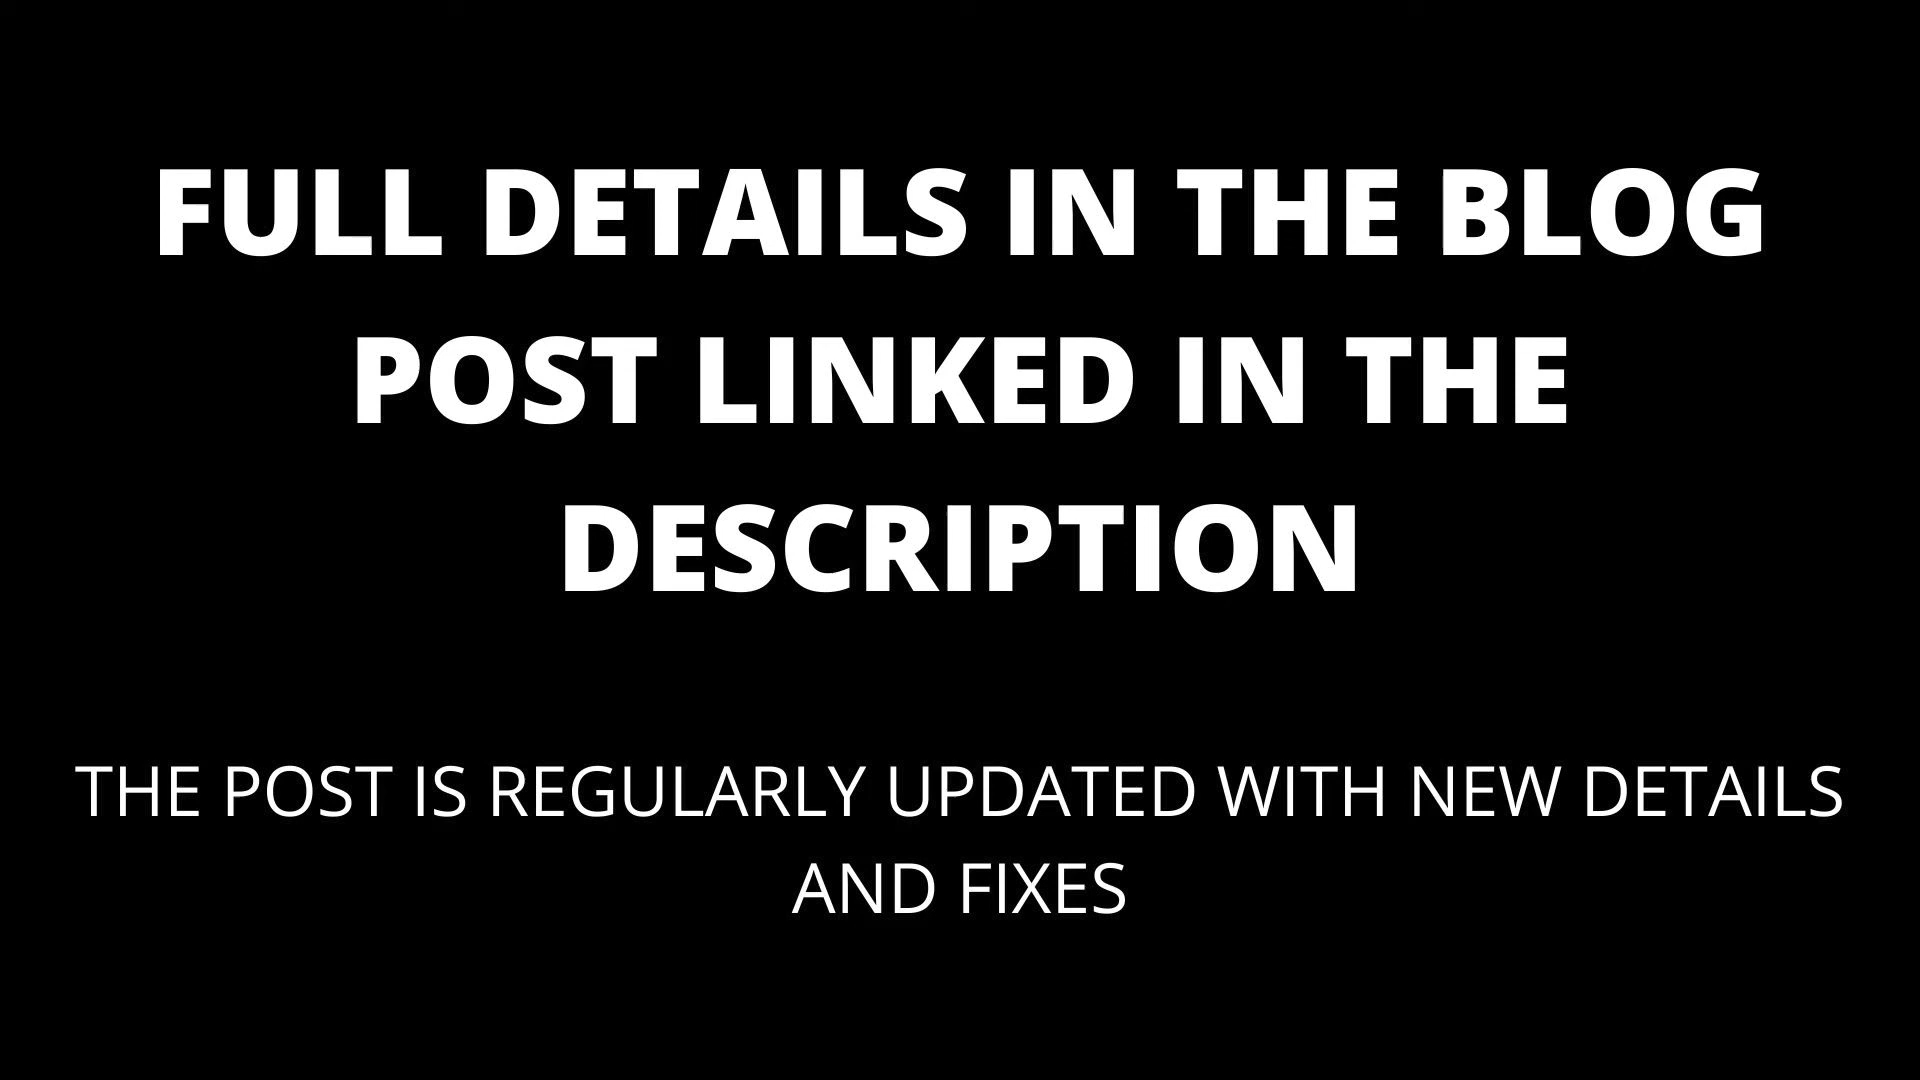 FULL DETAILS IN THE BLOG
POST LINKED IN THE
DESCRIPTION
THE POST IS REGULARLY UPDATED WITH NEW DETAILS
AND FIXES